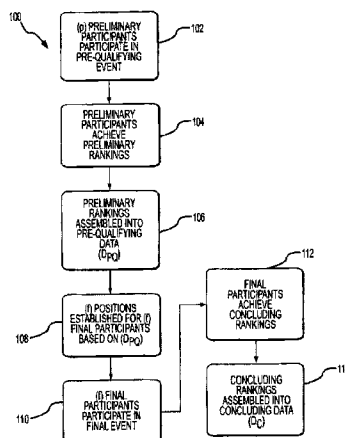 100
(p) PRELIMINARY
PARTICIPANTS
PARTICIPATE IN
PRE-QUALIFYING
EVENT
102
PRELIMINARY
PARTICIPANTS
ACHIEVE
PRELIMINARY
RANKINGS
104
PRELIMINARY
RANKINGS
ASSEMBLED INTO
PRE-QUALIFYING
DATA
(DPQ)
106
(f) POSITIONS
ESTABLISHED FOR (f)
FINAL PARTICIPANTS
BASED ON (DPQ)
108
(f) FINAL
PARTICIPANTS
PARTICIPATE IN
FINAL EVENT
110
112
FINAL
PARTICIPANTS
ACHIEVE
CONCLUDING
RANKINGS
CONCLUDING
RANKINGS
ASSEMBLED INTO
CONCLUDING DATA
(DC)
11